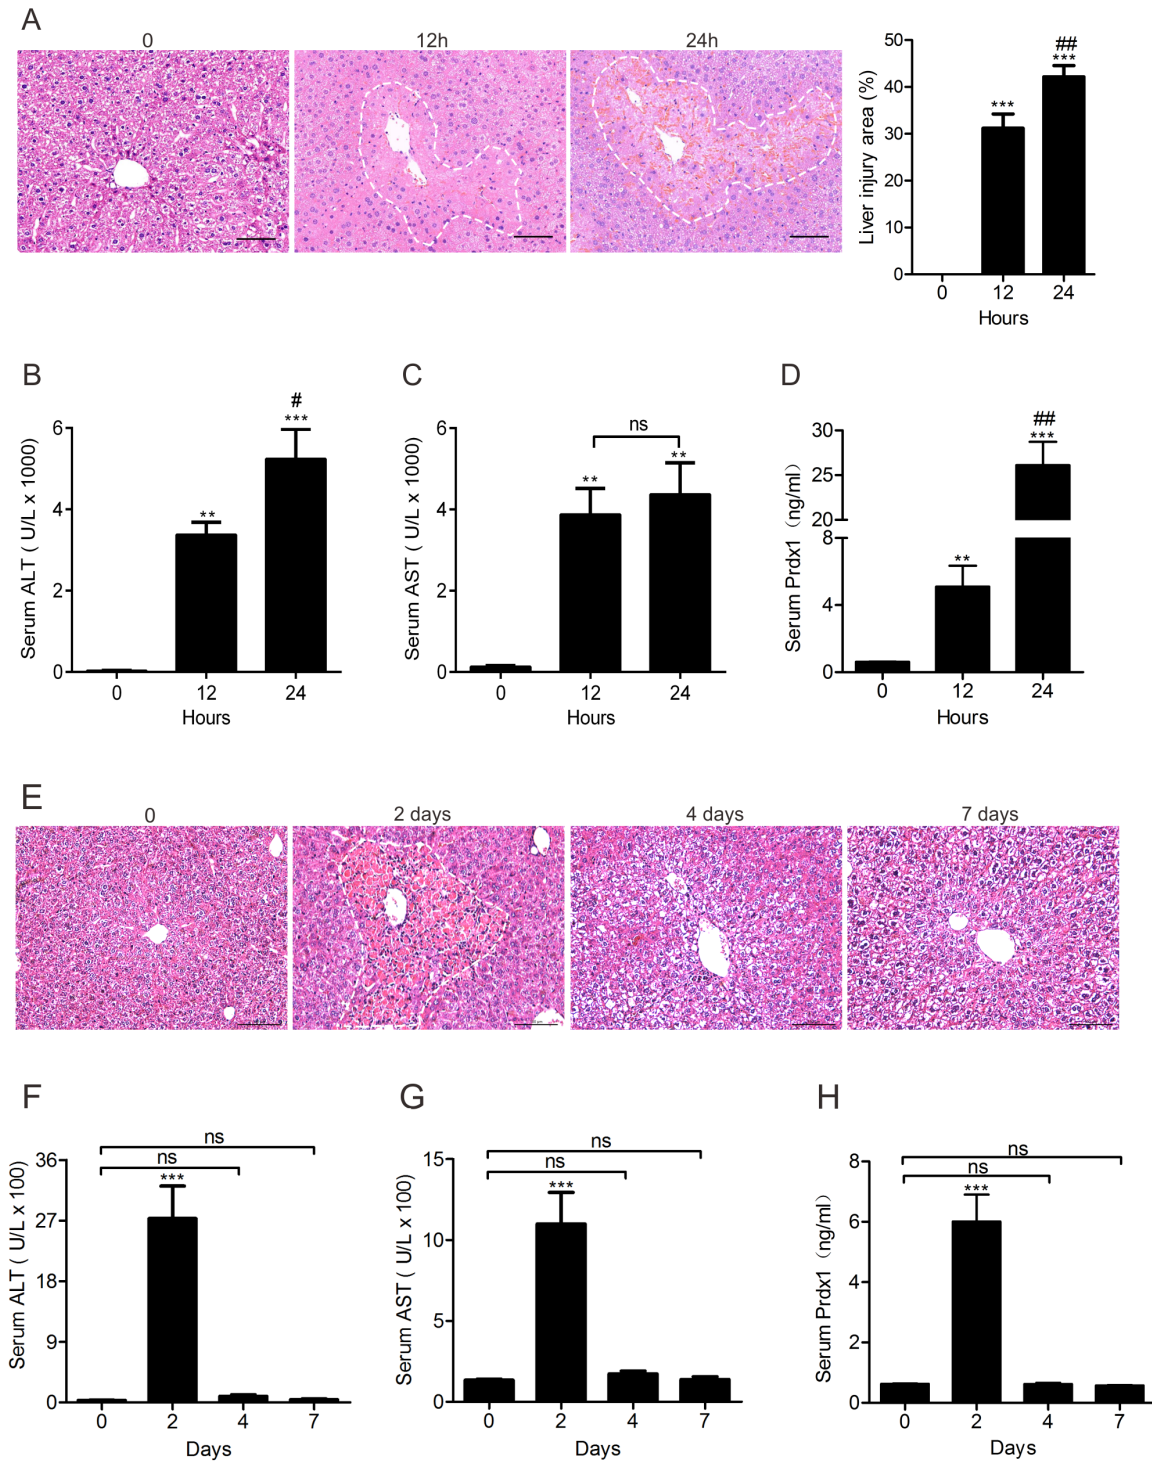 A
0
12h
24h
Liver injury area (%)
50
40
30
20
10
0
##
***
***
0
12
24
Hours
B
Serum ALT ( U/L x 1000)
6
4
2
0
#
***
**
0
12
24
Hours
C
Serum AST ( U/L x 1000)
6
4
2
0
ns
**
**
0
12
24
Hours
D
Serum Prdx1（ng/ml）
30
25
20
8
4
0
##
***
**
0
12
24
Hours
E
0
2 days
4 days
7 days
F
Serum ALT ( U/L x 100)
36
27
18
9
0
ns
ns
***
0
2
4
7
Days
G
Serum AST ( U/L x 100)
15
10
5
0
ns
ns
***
0
2
4
7
Days
H
Serum Prdx1（ng/ml）
8
6
4
2
0
ns
ns
***
0
2
4
7
Days